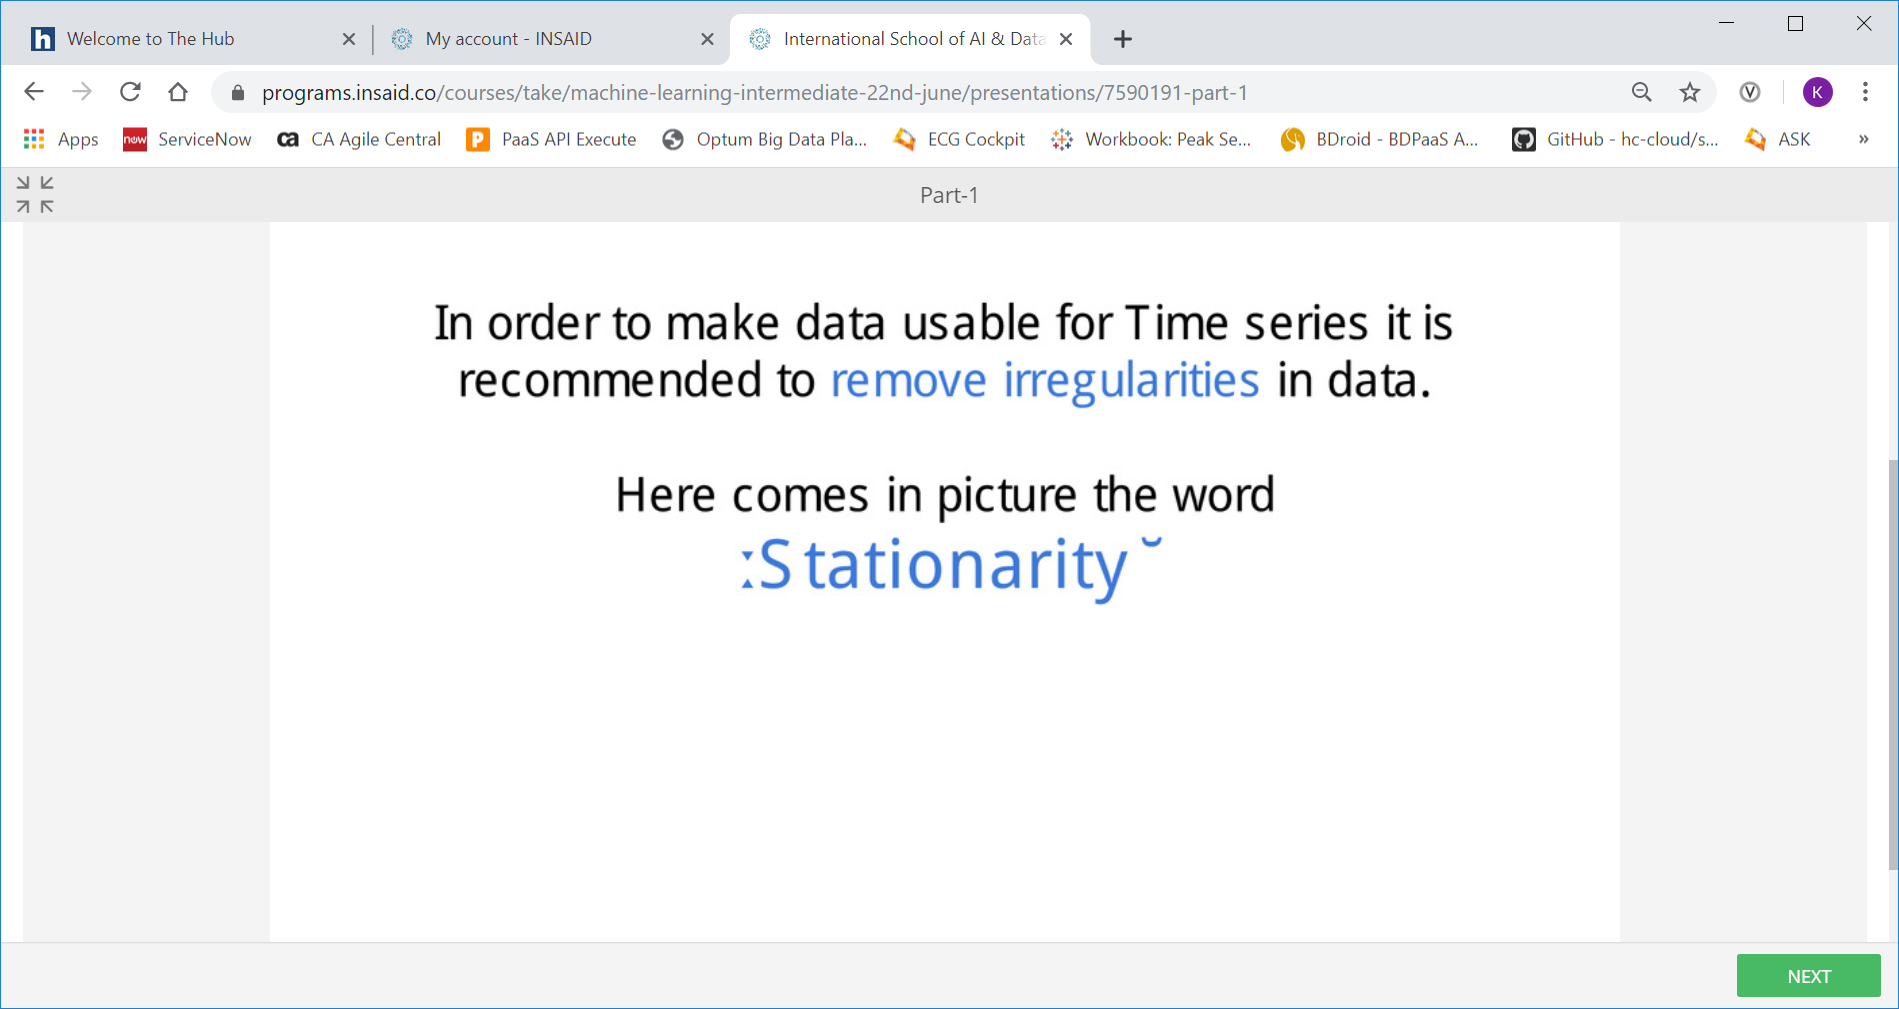 Welcome to The Hub
My account - INSAID
International School of AI & Data
programs.insaid.co/courses/take/machine-learning-intermediate-22nd-june/presentations/7590191-part-1
K
Apps
now ServiceNow
ca CA Agile Central
P PaaS API Execute
Optum Big Data Pla...
ECG Cockpit
Workbook: Peak Se...
BDroid - BDPaaS A...
GitHub - hc-cloud/s...
ASK
»
Part-1
In order to make data usable for Time series it is
recommended to remove irregularities in data.
Here comes in picture the word
ːStationarity˘
NEXT